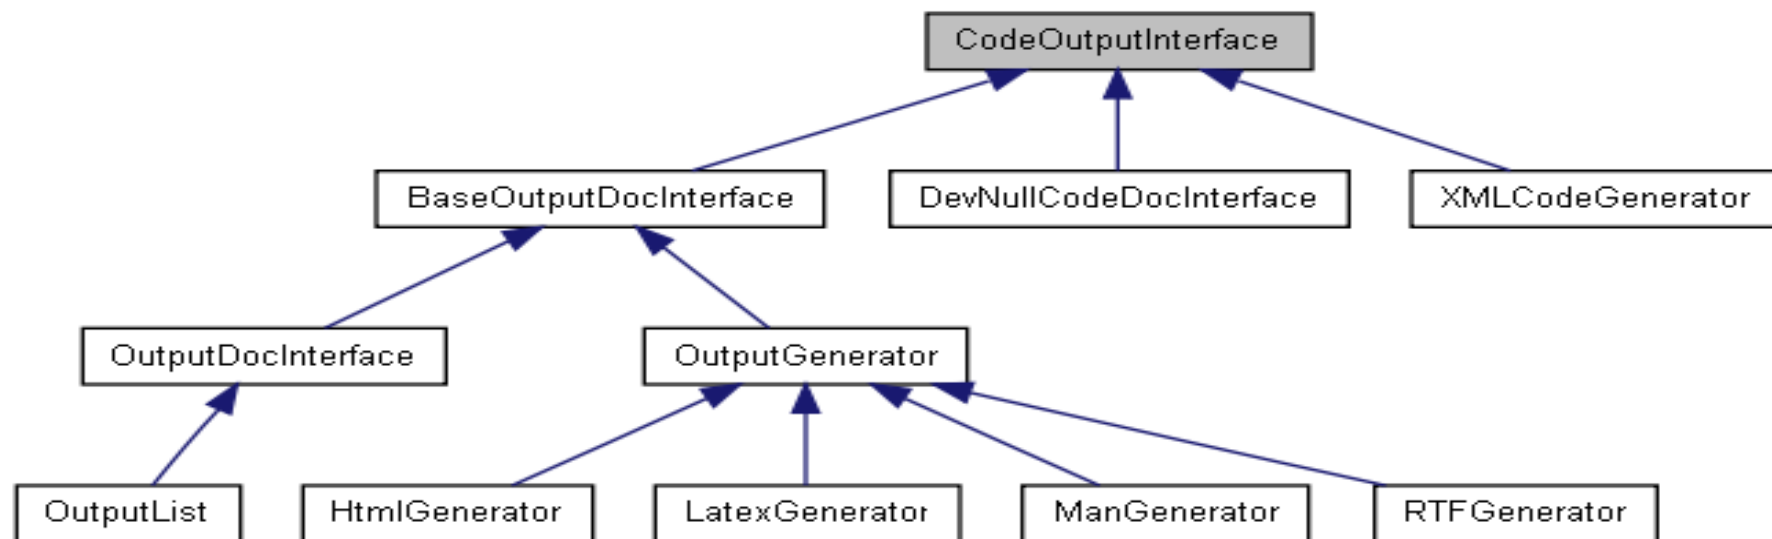 CodeOutputInterface
BaseOutputDocInterface
DevNullCodeDocInterface
XMLCodeGenerator
OutputDocInterface
OutputGenerator
OutputList
HtmlGenerator
LatexGenerator
ManGenerator
RTFGenerator